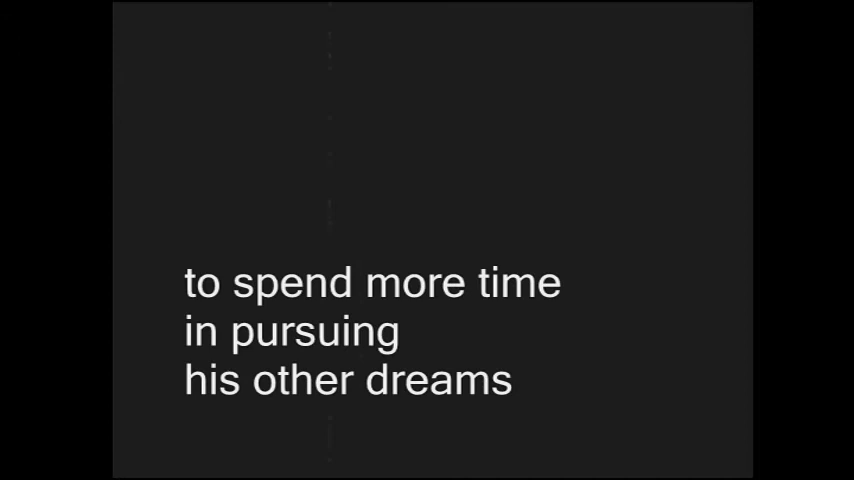 to spend more time
in pursuing
his other dreams